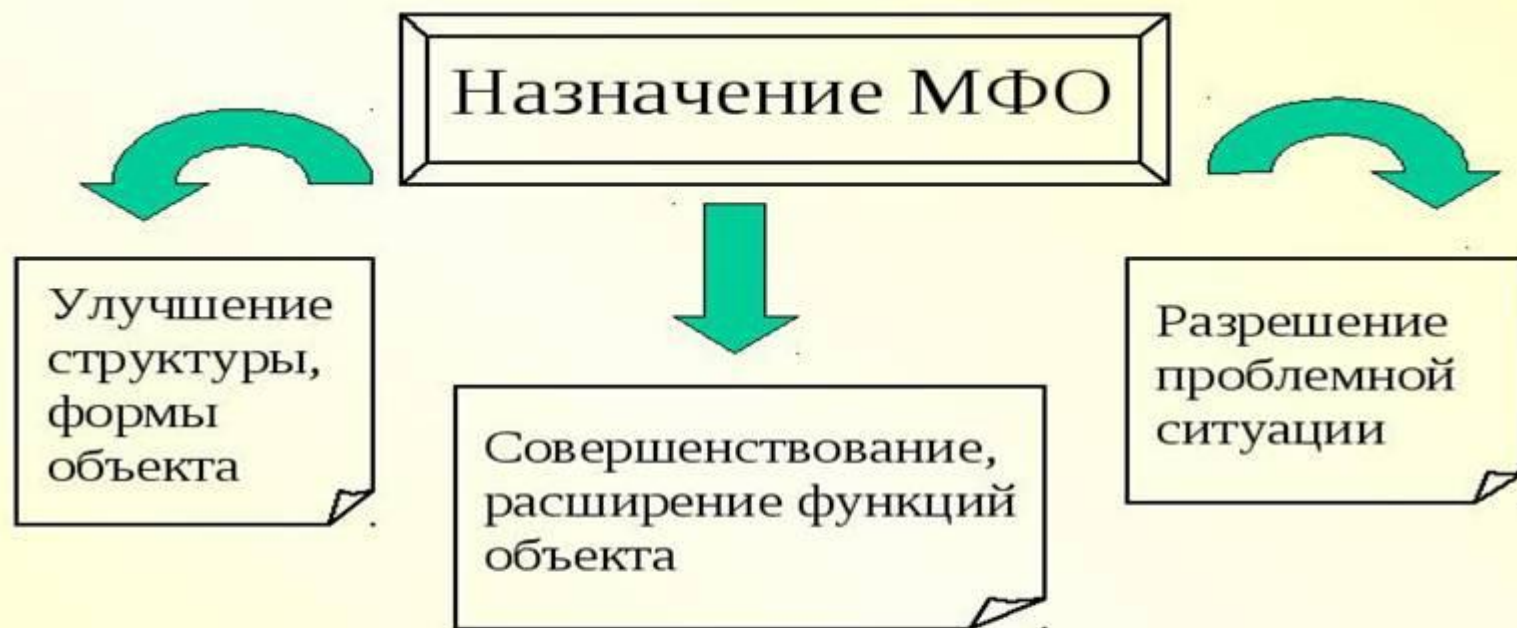 Назначение МФО
Улучшение
структуры,
формы
объекта
Совершенствование,
расширение функций
объекта
Разрешение
проблемной
ситуации